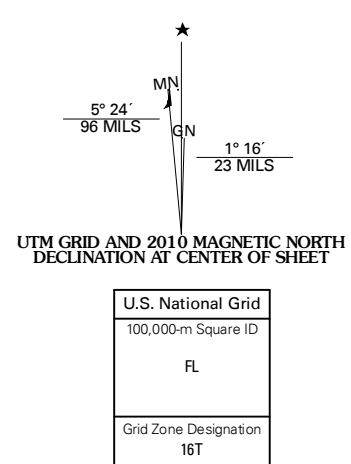 MN.
5° 24´
96 MILS
GN
1° 16´
23 MILS
UTM GRID AND 2010 MAGNETIC NORTH
DECLINATION AT CENTER OF SHEET
U.S. National Grid
100,000-m Square ID
FL
Grid Zone Designation
16T